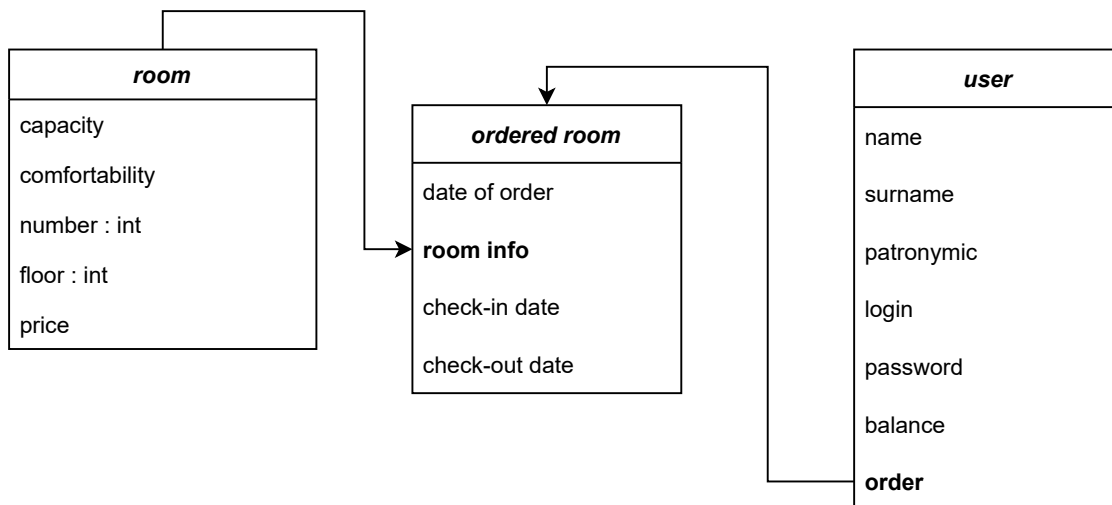 room
capacity
comfortability
number : int
floor : int
price
ordered room
date of order
room info
check-in date
check-out date
user
name
surname
patronymic
login
password
balance
order